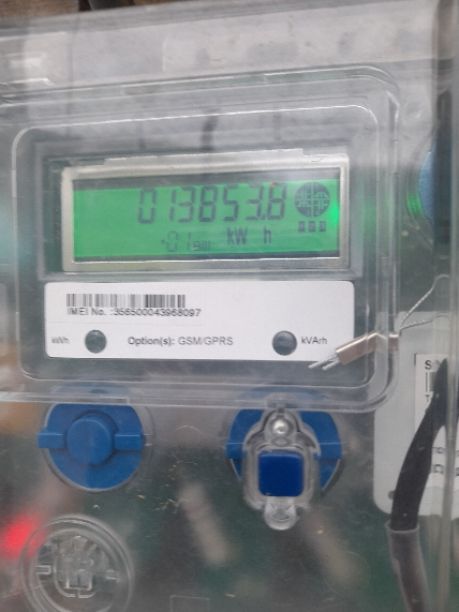 013853.8
kW h
IMEI No. :356500043968097
kWh
Option(s): GSM/GPRS
kVArh